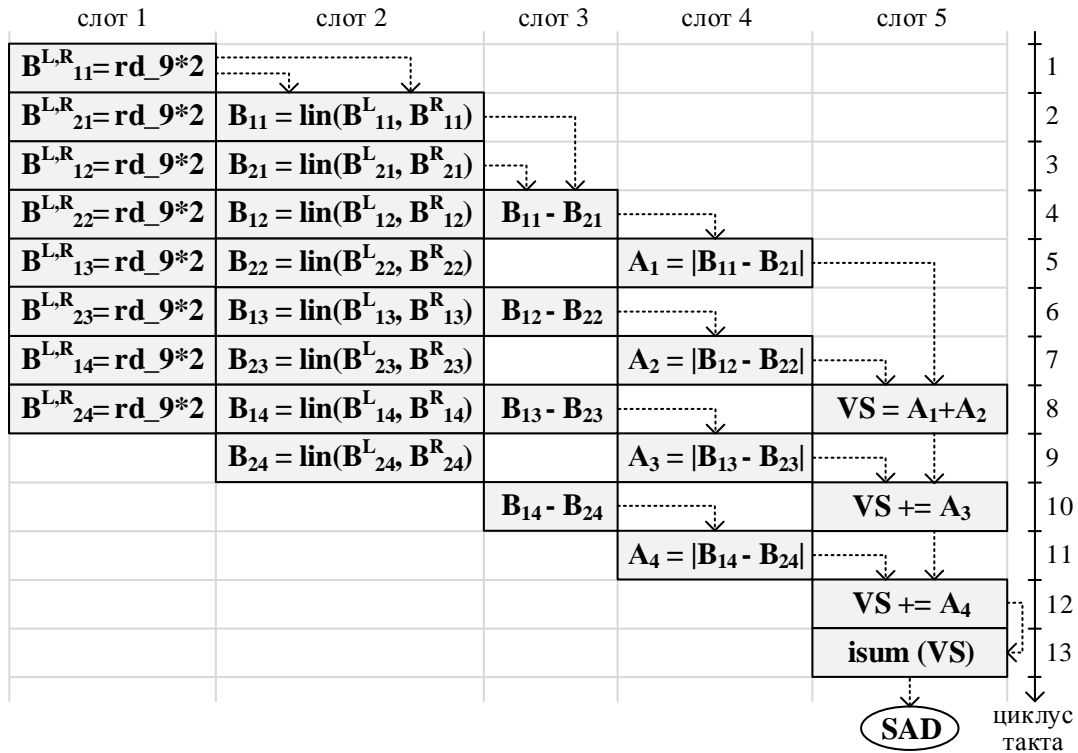 слот 1 слот 2 слот 3 слот 4 слот 5
B^{L,R}_{11}= rd_9*2 1
B^{L,R}_{21}= rd_9*2 B_{11} = lin(B^L_{11}, B^R_{11}) 2
B^{L,R}_{12}= rd_9*2 B_{21} = lin(B^L_{21}, B^R_{21}) 3
B^{L,R}_{22}= rd_9*2 B_{12} = lin(B^L_{12}, B^R_{12}) B_{11} - B_{21} 4
B^{L,R}_{13}= rd_9*2 B_{22} = lin(B^L_{22}, B^R_{22}) A_1 = |B_{11} - B_{21}| 5
B^{L,R}_{23}= rd_9*2 B_{13} = lin(B^L_{13}, B^R_{13}) B_{12} - B_{22} 6
B^{L,R}_{14}= rd_9*2 B_{23} = lin(B^L_{23}, B^R_{23}) A_2 = |B_{12} - B_{22}| 7
B^{L,R}_{24}= rd_9*2 B_{14} = lin(B^L_{14}, B^R_{14}) B_{13} - B_{23} VS = A_1+A_2 8
B_{24} = lin(B^L_{24}, B^R_{24}) A_3 = |B_{13} - B_{23}| 9
B_{14} - B_{24} VS += A_3 10
A_4 = |B_{14} - B_{24}| 11
VS += A_4 12
isum (VS) 13
SAD циклус
такта